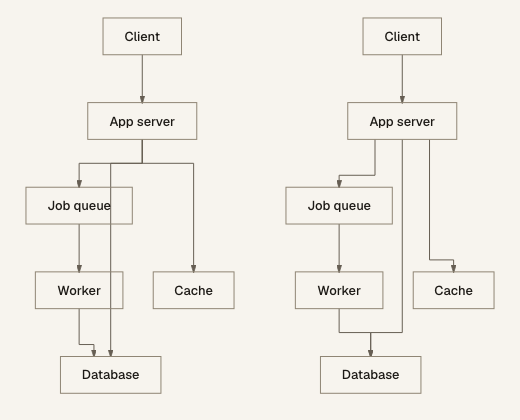 Client
App server
Job queue
Worker
Cache
Database
Client
App server
Job queue
Worker
Cache
Database